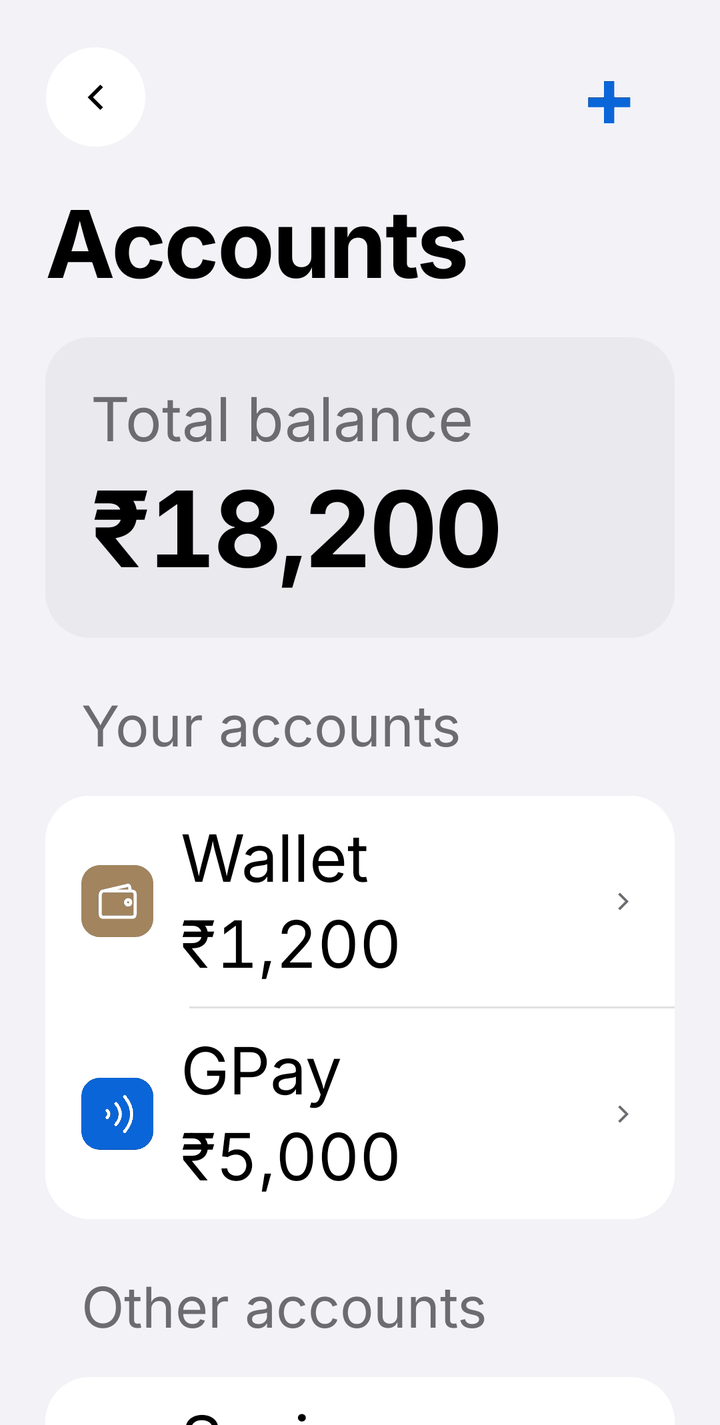 Accounts
Total balance
₹18,200
Your accounts
Wallet
₹1,200
GPay
₹5,000
Other accounts